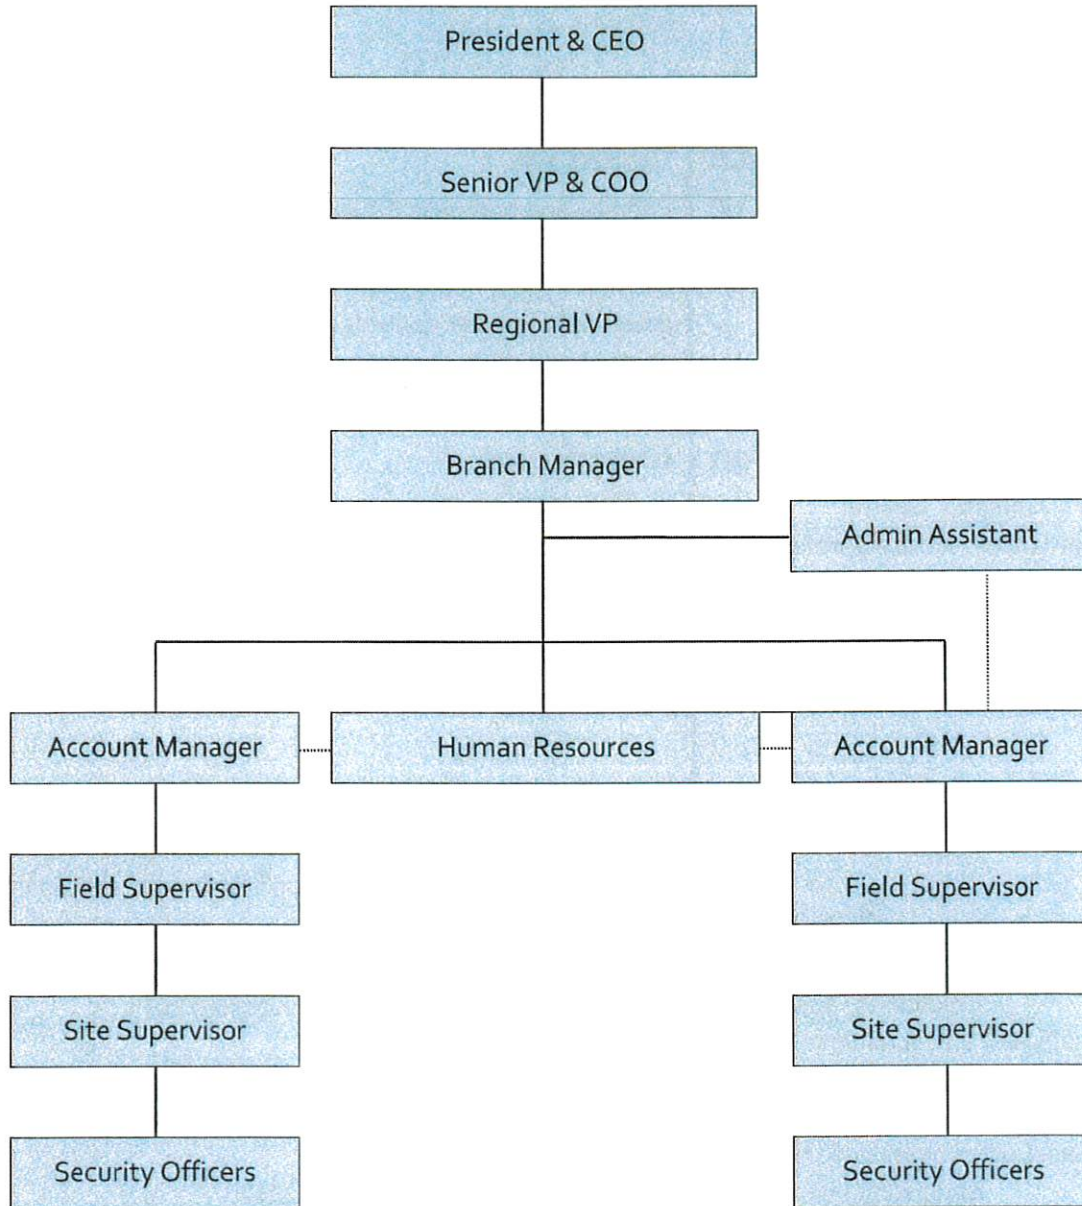 President & CEO
Senior VP & COO
Regional VP
Branch Manager
Admin Assistant
Account Manager
Human Resources
Account Manager
Field Supervisor
Field Supervisor
Site Supervisor
Site Supervisor
Security Officers
Security Officers